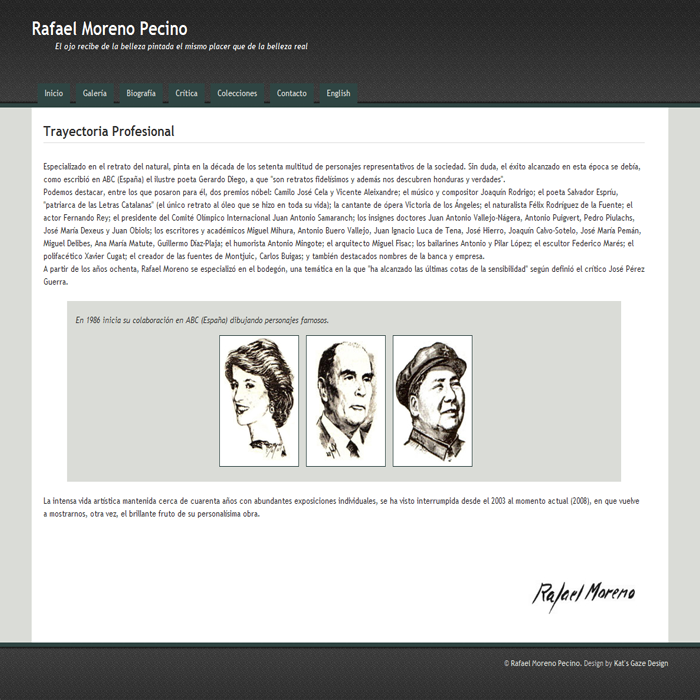 Rafael Moreno Pecino
El ojo recibe de la belleza pintada el mismo placer que de la belleza real
Inicio Galería Biografía Crítica Colecciones Contacto English
Trayectoria Profesional
Especializado en el retrato del natural, pinta en la década de los setenta multitud de personajes representativos de la sociedad. Sin duda, el éxito alcanzado en esta época se debía,
como escribió en ABC (España) el ilustre poeta Gerardo Diego, a que "son retratos fidelísimos y además nos descubren honduras y verdades".
Podemos destacar, entre los que posaron para él, dos premios nóbel: Camilo José Cela y Vicente Aleixandre; el músico y compositor Joaquín Rodrigo; el poeta Salvador Espriu,
"patriarca de las Letras Catalanas" (el único retrato al óleo que se hizo en toda su vida); la cantante de ópera Victoria de los Ángeles; el naturalista Félix Rodríguez de la Fuente; el
actor Fernando Rey; el presidente del Comité Olímpico Internacional Juan Antonio Samaranch; los insignes doctores Juan Antonio Vallejo-Nágera, Antonio Puigvert, Pedro Piulachs,
José María Dexeus y Juan Obiols; los escritores y académicos Miguel Mihura, Antonio Buero Vallejo, Juan Ignacio Luca de Tena, José Hierro, Joaquín Calvo-Sotelo, José María Pemán,
Miguel Delibes, Ana María Matute, Guillermo Díaz-Plaja; el humorista Antonio Mingote; el arquitecto Miguel Fisac; los bailarines Antonio y Pilar López; el escultor Federico Marés; el
polifacético Xavier Cugat; el creador de las fuentes de Montjuic, Carlos Buigas; y también destacados nombres de la banca y empresa.
A partir de los años ochenta, Rafael Moreno se especializó en el bodegón, una temática en la que "ha alcanzado las últimas cotas de la sensibilidad" según definió el crítico José Pérez
Guerra.
En 1986 inicia su colaboración en ABC (España) dibujando personajes famosos.
La intensa vida artística mantenida cerca de cuarenta años con abundantes exposiciones individuales, se ha visto interrumpida desde el 2003 al momento actual (2008), en que vuelve
a mostrarnos, otra vez, el brillante fruto de su personalísima obra.
Rafael Moreno
© Rafael Moreno Pecino. Design by Kat's Gaze Design